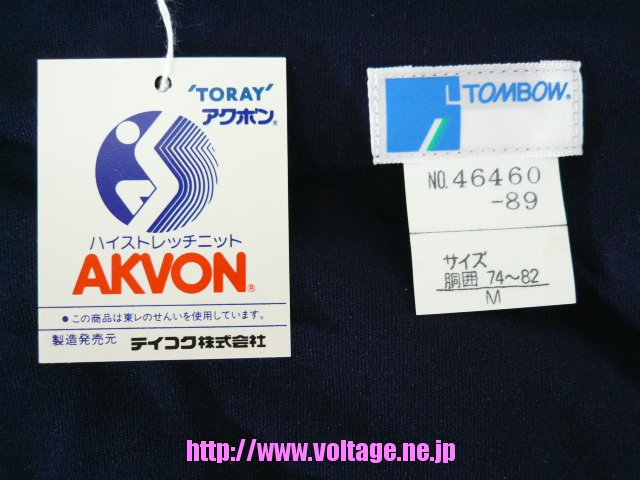 'TORAY'
アクポン®
ハイストレッチニット
AKVON®
●この商品は東レのせんいを使用しています。
製造発売元 テイコク株式会社
TOMBOW®
NO. 46460
-89
サイズ
胴囲 74〜82
M
http://www.voltage.ne.jp